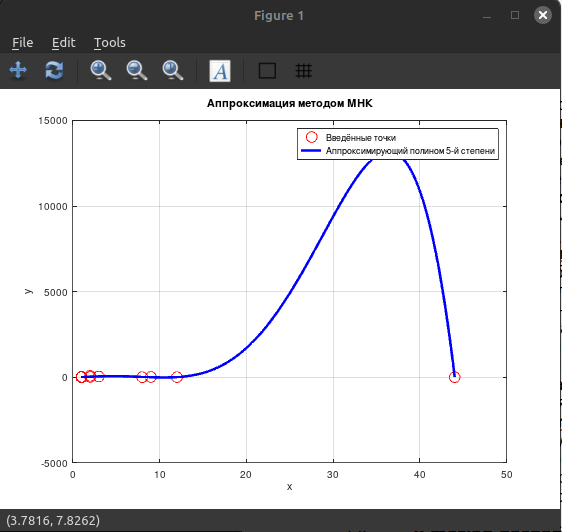 Figure 1
File Edit Tools
A
Аппроксимация методом МНК
Введённые точки
Аппроксимирующий полином 5-й степени
15000
10000
5000
0
-5000
y
0 10 20 30 40 50
x
(3.7816, 7.8262)